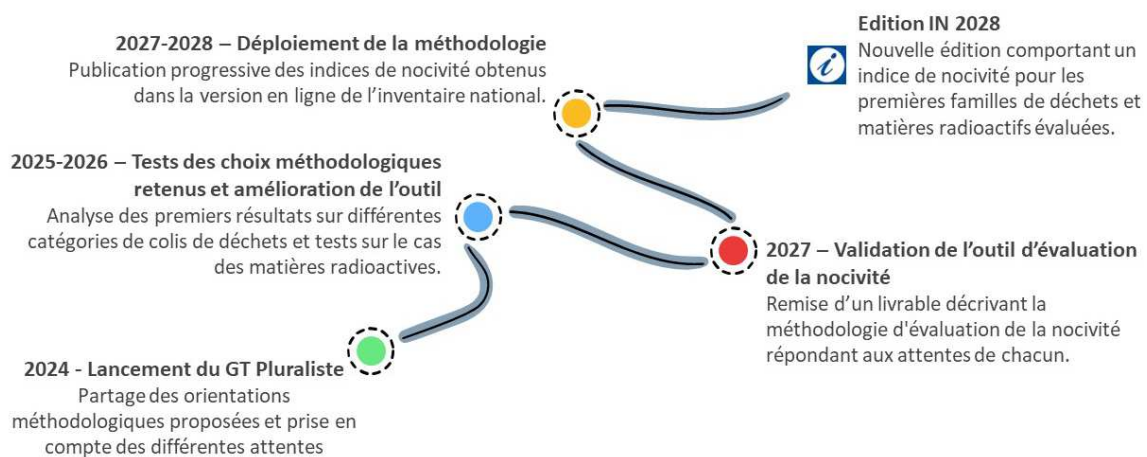 2027-2028 – Déploiement de la méthodologie
Publication progressive des indices de nocivité obtenus
dans la version en ligne de l’inventaire national.
i
Edition IN 2028
Nouvelle édition comportant un
indice de nocivité pour les
premières familles de déchets et
matières radioactifs évaluées.
2025-2026 – Tests des choix méthodologiques
retenus et amélioration de l’outil
Analyse des premiers résultats sur différentes
catégories de colis de déchets et tests sur le cas
des matières radioactives.
2027 – Validation de l’outil d’évaluation
de la nocivité
Remise d’un livrable décrivant la
méthodologie d'évaluation de la nocivité
répondant aux attentes de chacun.
2024 - Lancement du GT Pluraliste
Partage des orientations
méthodologiques proposées et prise en
compte des différentes attentes